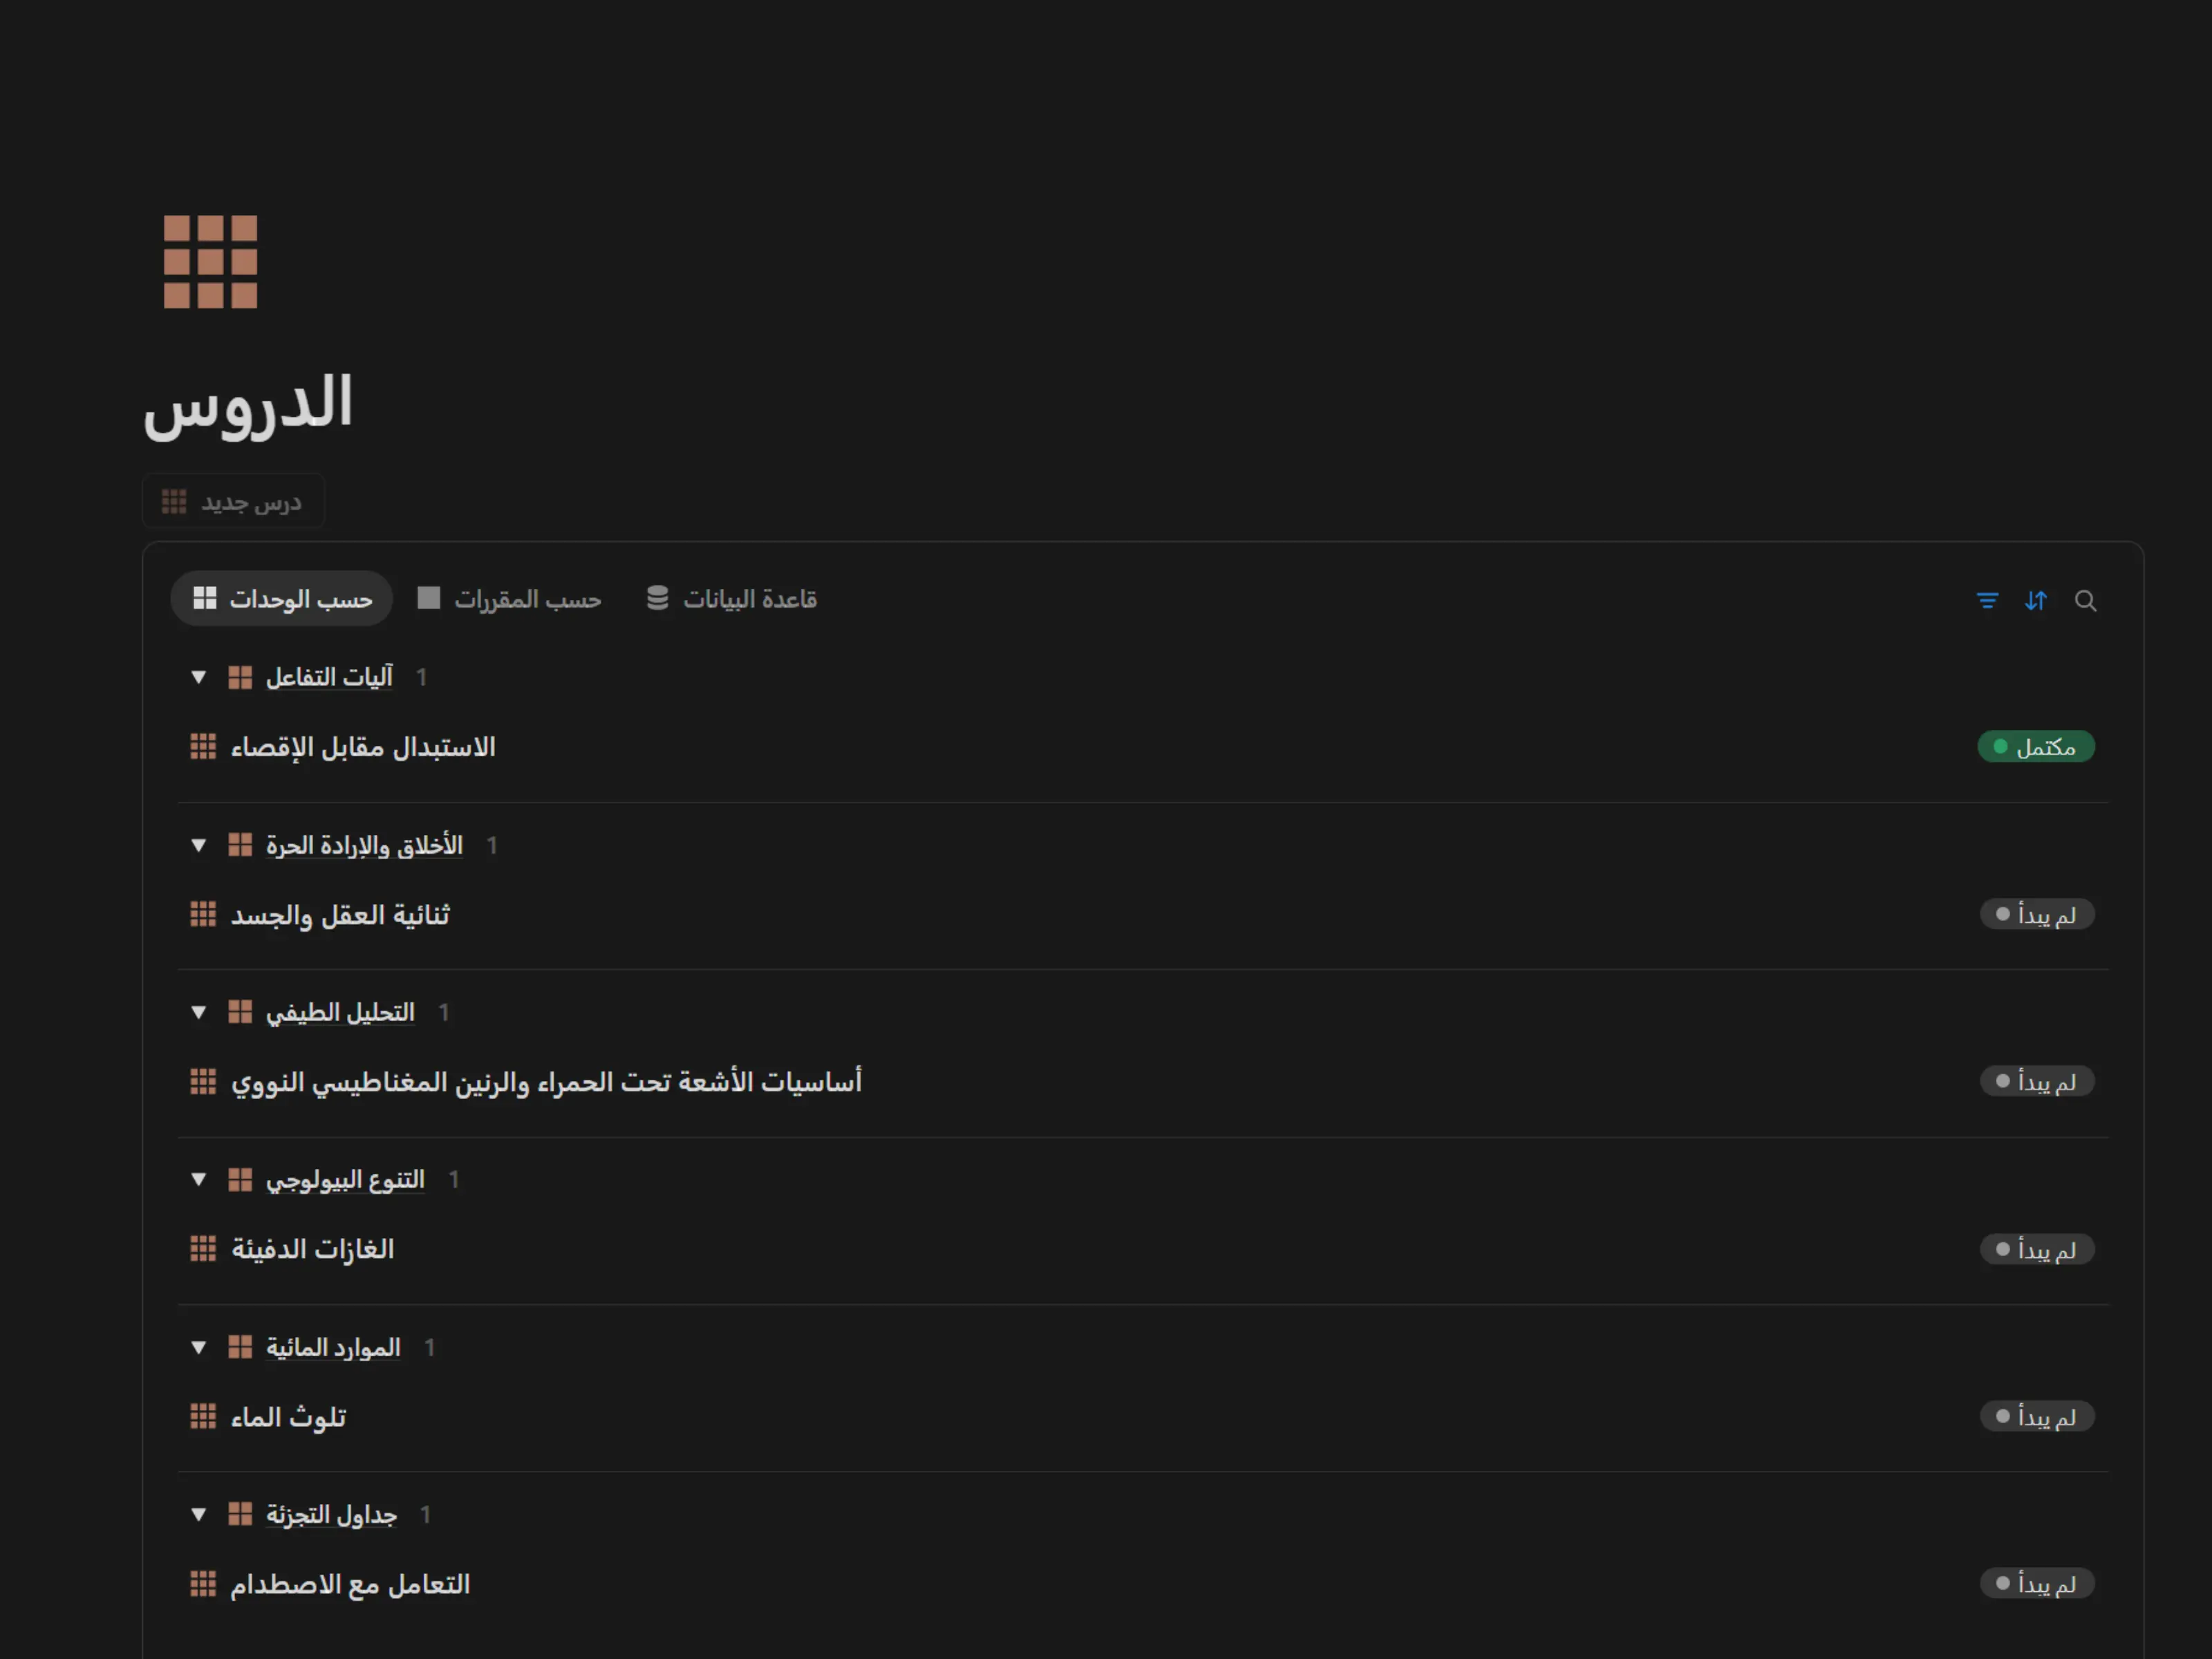 الدروس
درس جديد
حسب الوحدات حسب المقررات قاعدة البيانات
آليات التفاعل 1
الاستبدال مقابل الإقصاء مكتمل
الأخلاق والإرادة الحرة 1
ثنائية العقل والجسد لم يبدأ
التحليل الطيفي 1
أساسيات الأشعة تحت الحمراء والرنين المغناطيسي النووي لم يبدأ
التنوع البيولوجي 1
الغازات الدفيئة لم يبدأ
الموارد المائية 1
تلوث الماء لم يبدأ
جداول التجزئة 1
التعامل مع الاصطدام لم يبدأ